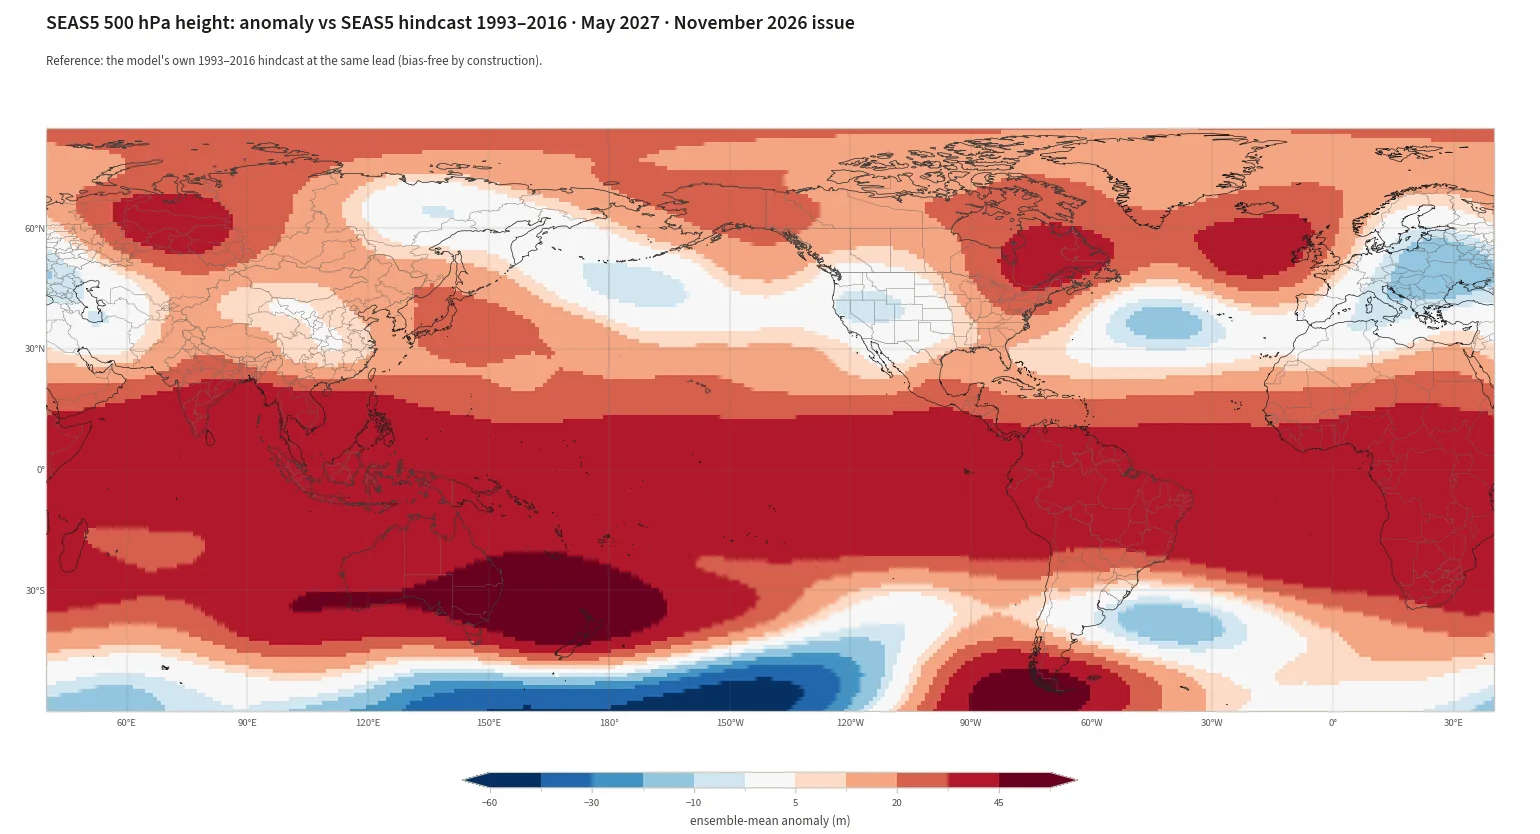 SEAS5 500 hPa height: anomaly vs SEAS5 hindcast 1993–2016 · May 2027 · November 2026 issue
Reference: the model's own 1993–2016 hindcast at the same lead (bias-free by construction).
60°N
30°N
0°
30°S
60°E 90°E 120°E 150°E 180° 150°W 120°W 90°W 60°W 30°W 0° 30°E
−60 −30 −10 5 20 45
ensemble-mean anomaly (m)